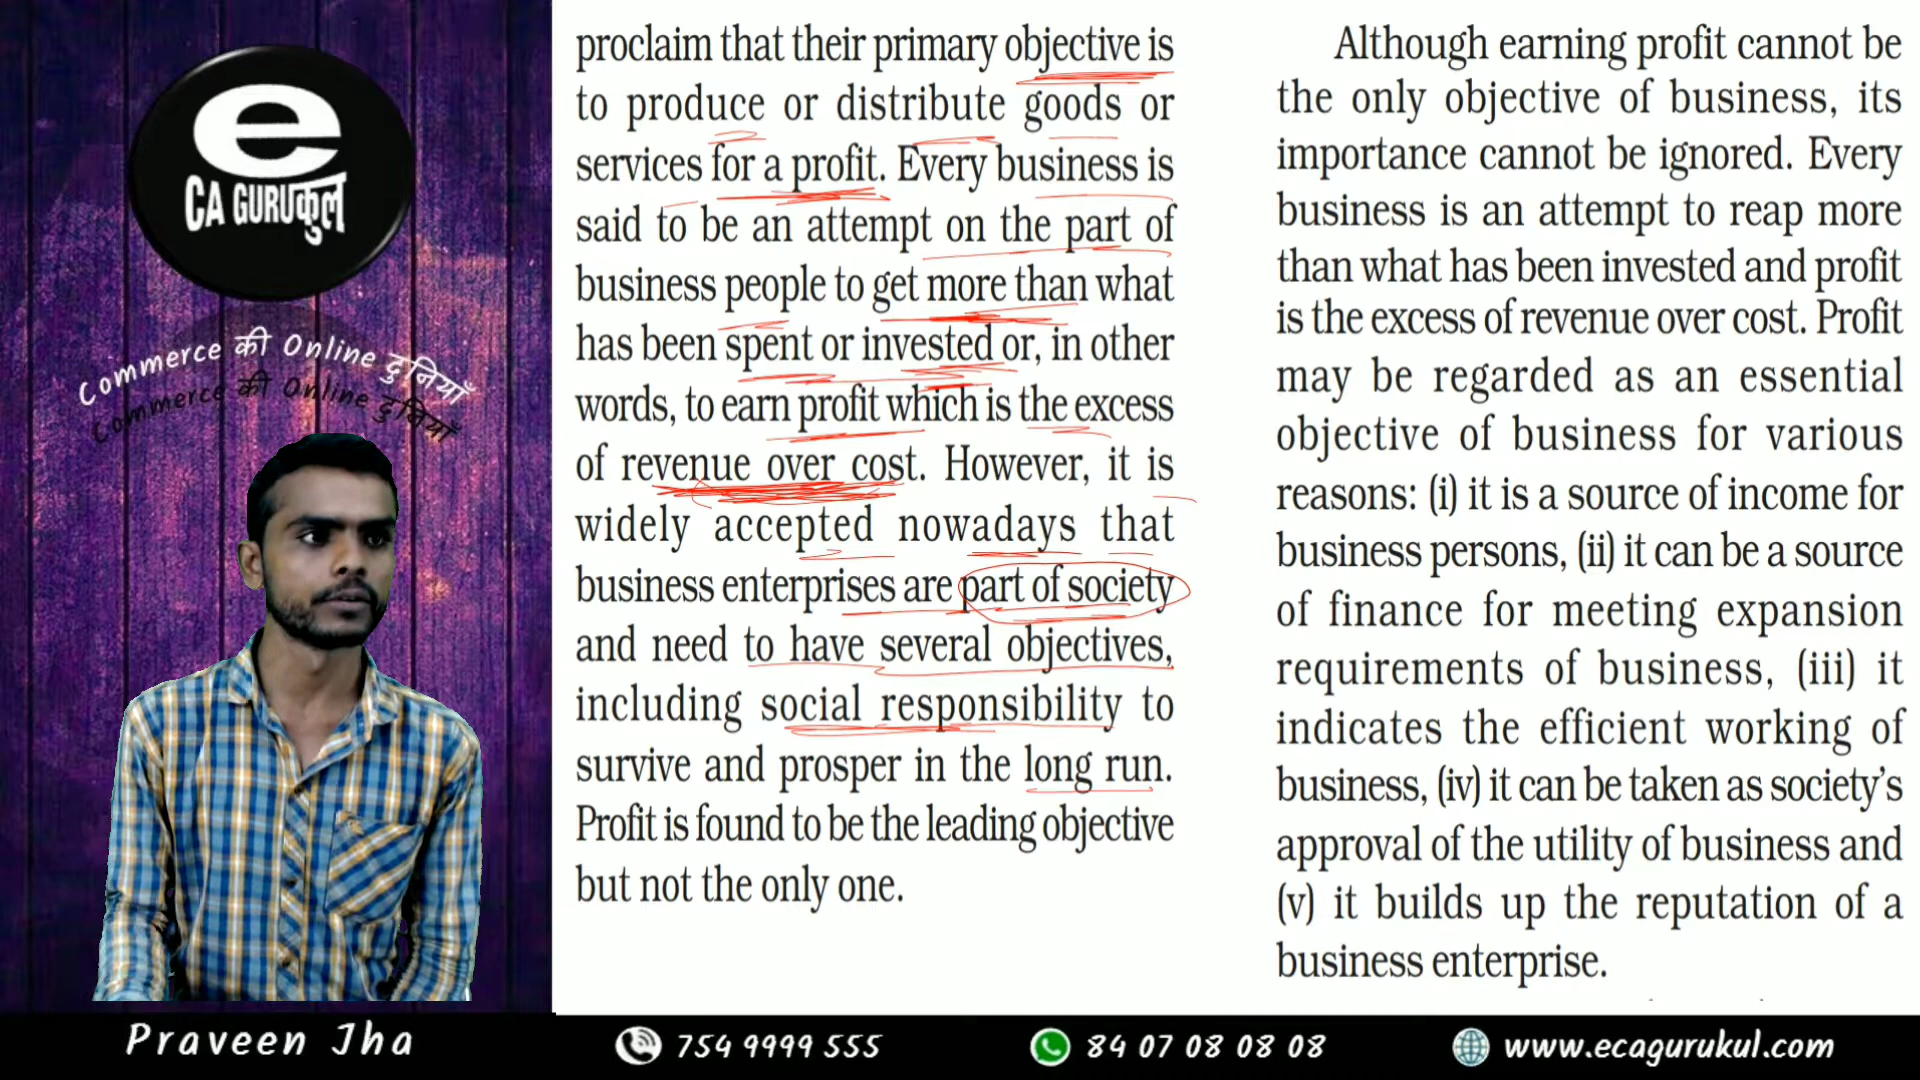 e
CA GURUकुल
Commerce की Online दुनियाँ
Commerce की Online दुनियाँ
proclaim that their primary objective is
to produce or distribute goods or
services for a profit. Every business is
said to be an attempt on the part of
business people to get more than what
has been spent or invested or, in other
words, to earn profit which is the excess
of revenue over cost. However, it is
widely accepted nowadays that
business enterprises are part of society
and need to have several objectives,
including social responsibility to
survive and prosper in the long run.
Profit is found to be the leading objective
but not the only one.
Although earning profit cannot be
the only objective of business, its
importance cannot be ignored. Every
business is an attempt to reap more
than what has been invested and profit
is the excess of revenue over cost. Profit
may be regarded as an essential
objective of business for various
reasons: (i) it is a source of income for
business persons, (ii) it can be a source
of finance for meeting expansion
requirements of business, (iii) it
indicates the efficient working of
business, (iv) it can be taken as society's
approval of the utility of business and
(v) it builds up the reputation of a
business enterprise.
Praveen Jha
754 9999 555
84 07 08 08 08
www.ecagurukul.com